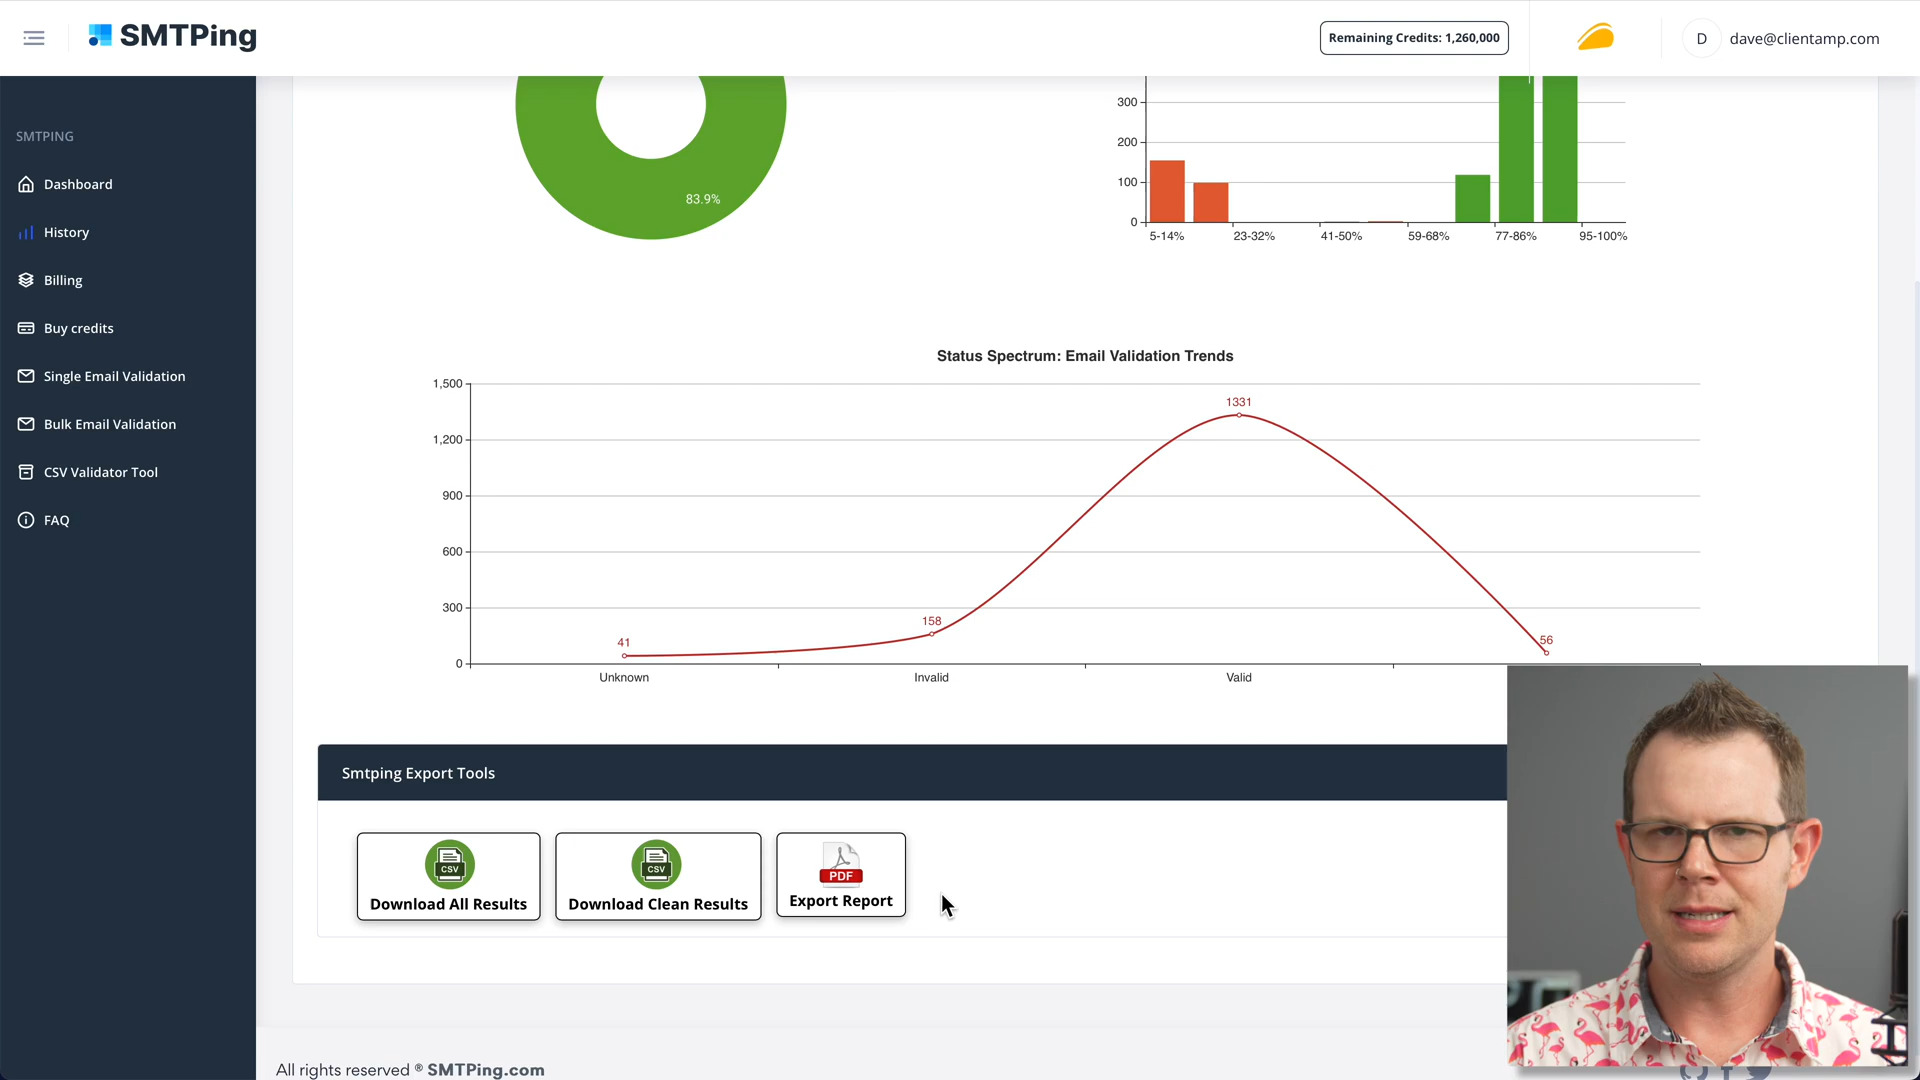 SMTPing
Remaining Credits: 1,260,000
D
dave@clientamp.com
SMTPING
Dashboard
History
Billing
Buy credits
Single Email Validation
Bulk Email Validation
CSV Validator Tool
FAQ
83.9%
300
200
100
0
5-14%
23-32%
41-50%
59-68%
77-86%
95-100%
Status Spectrum: Email Validation Trends
1,500
1,200
900
600
300
0
41
158
1331
56
Unknown
Invalid
Valid
Smtping Export Tools
CSV
Download All Results
CSV
Download Clean Results
PDF
Export Report
All rights reserved ® SMTPing.com